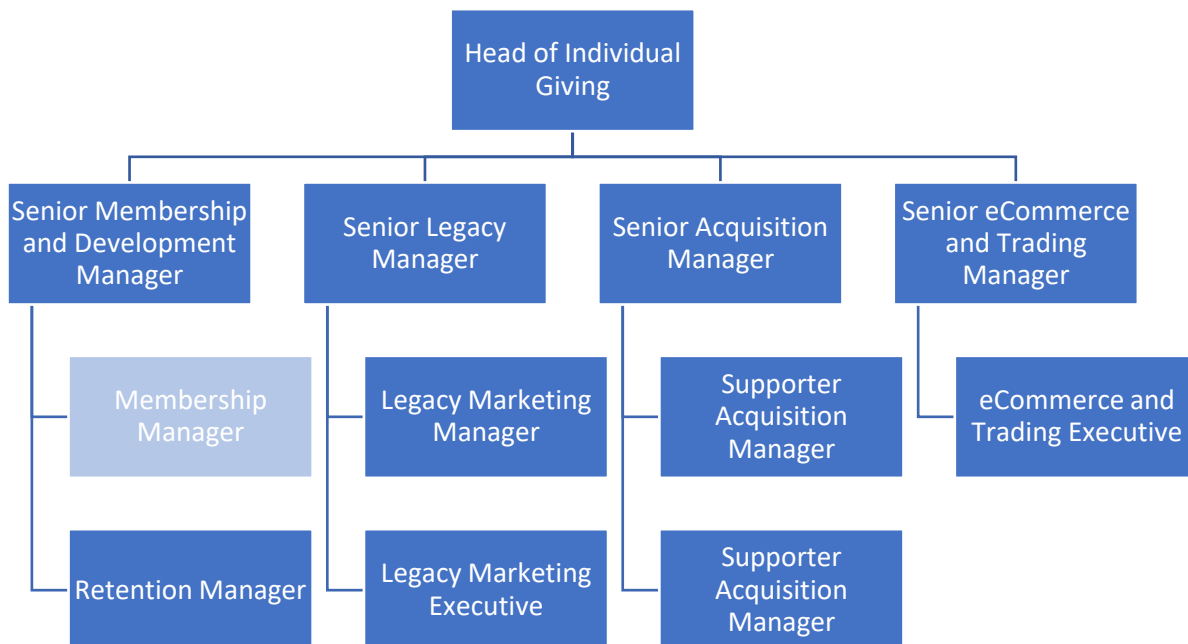 Head of Individual
Giving
Senior Membership
and Development
Manager
Senior Legacy
Manager
Senior Acquisition
Manager
Senior eCommerce
and Trading
Manager
Membership
Manager
Legacy Marketing
Manager
Supporter
Acquisition
Manager
eCommerce and
Trading Executive
Retention Manager
Legacy Marketing
Executive
Supporter
Acquisition
Manager